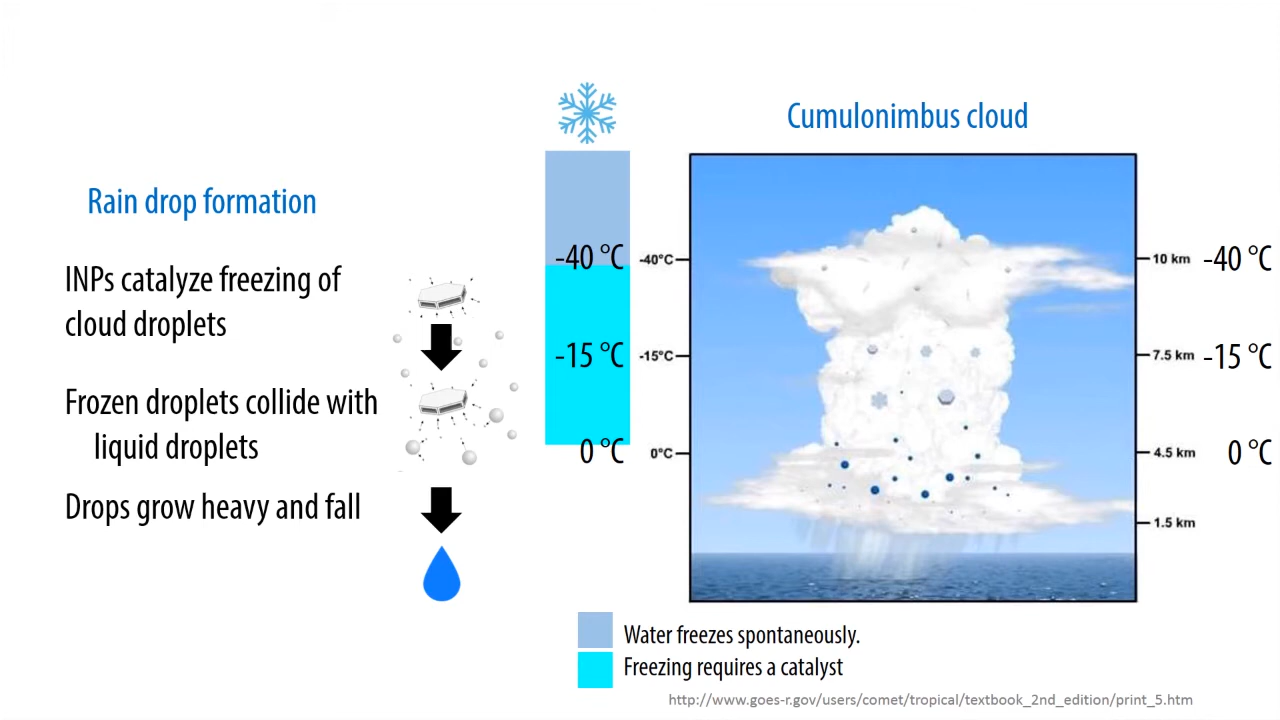 Cumulonimbus cloud
Rain drop formation
INPs catalyze freezing of
cloud droplets
Frozen droplets collide with
liquid droplets
Drops grow heavy and fall
-40 °C
-15 °C
0 °C
-40°C
-15°C
0°C
10 km
7.5 km
4.5 km
1.5 km
-40 °C
-15 °C
0 °C
Water freezes spontaneously.
Freezing requires a catalyst
http://www.goes-r.gov/users/comet/tropical/textbook_2nd_edition/print_5.htm